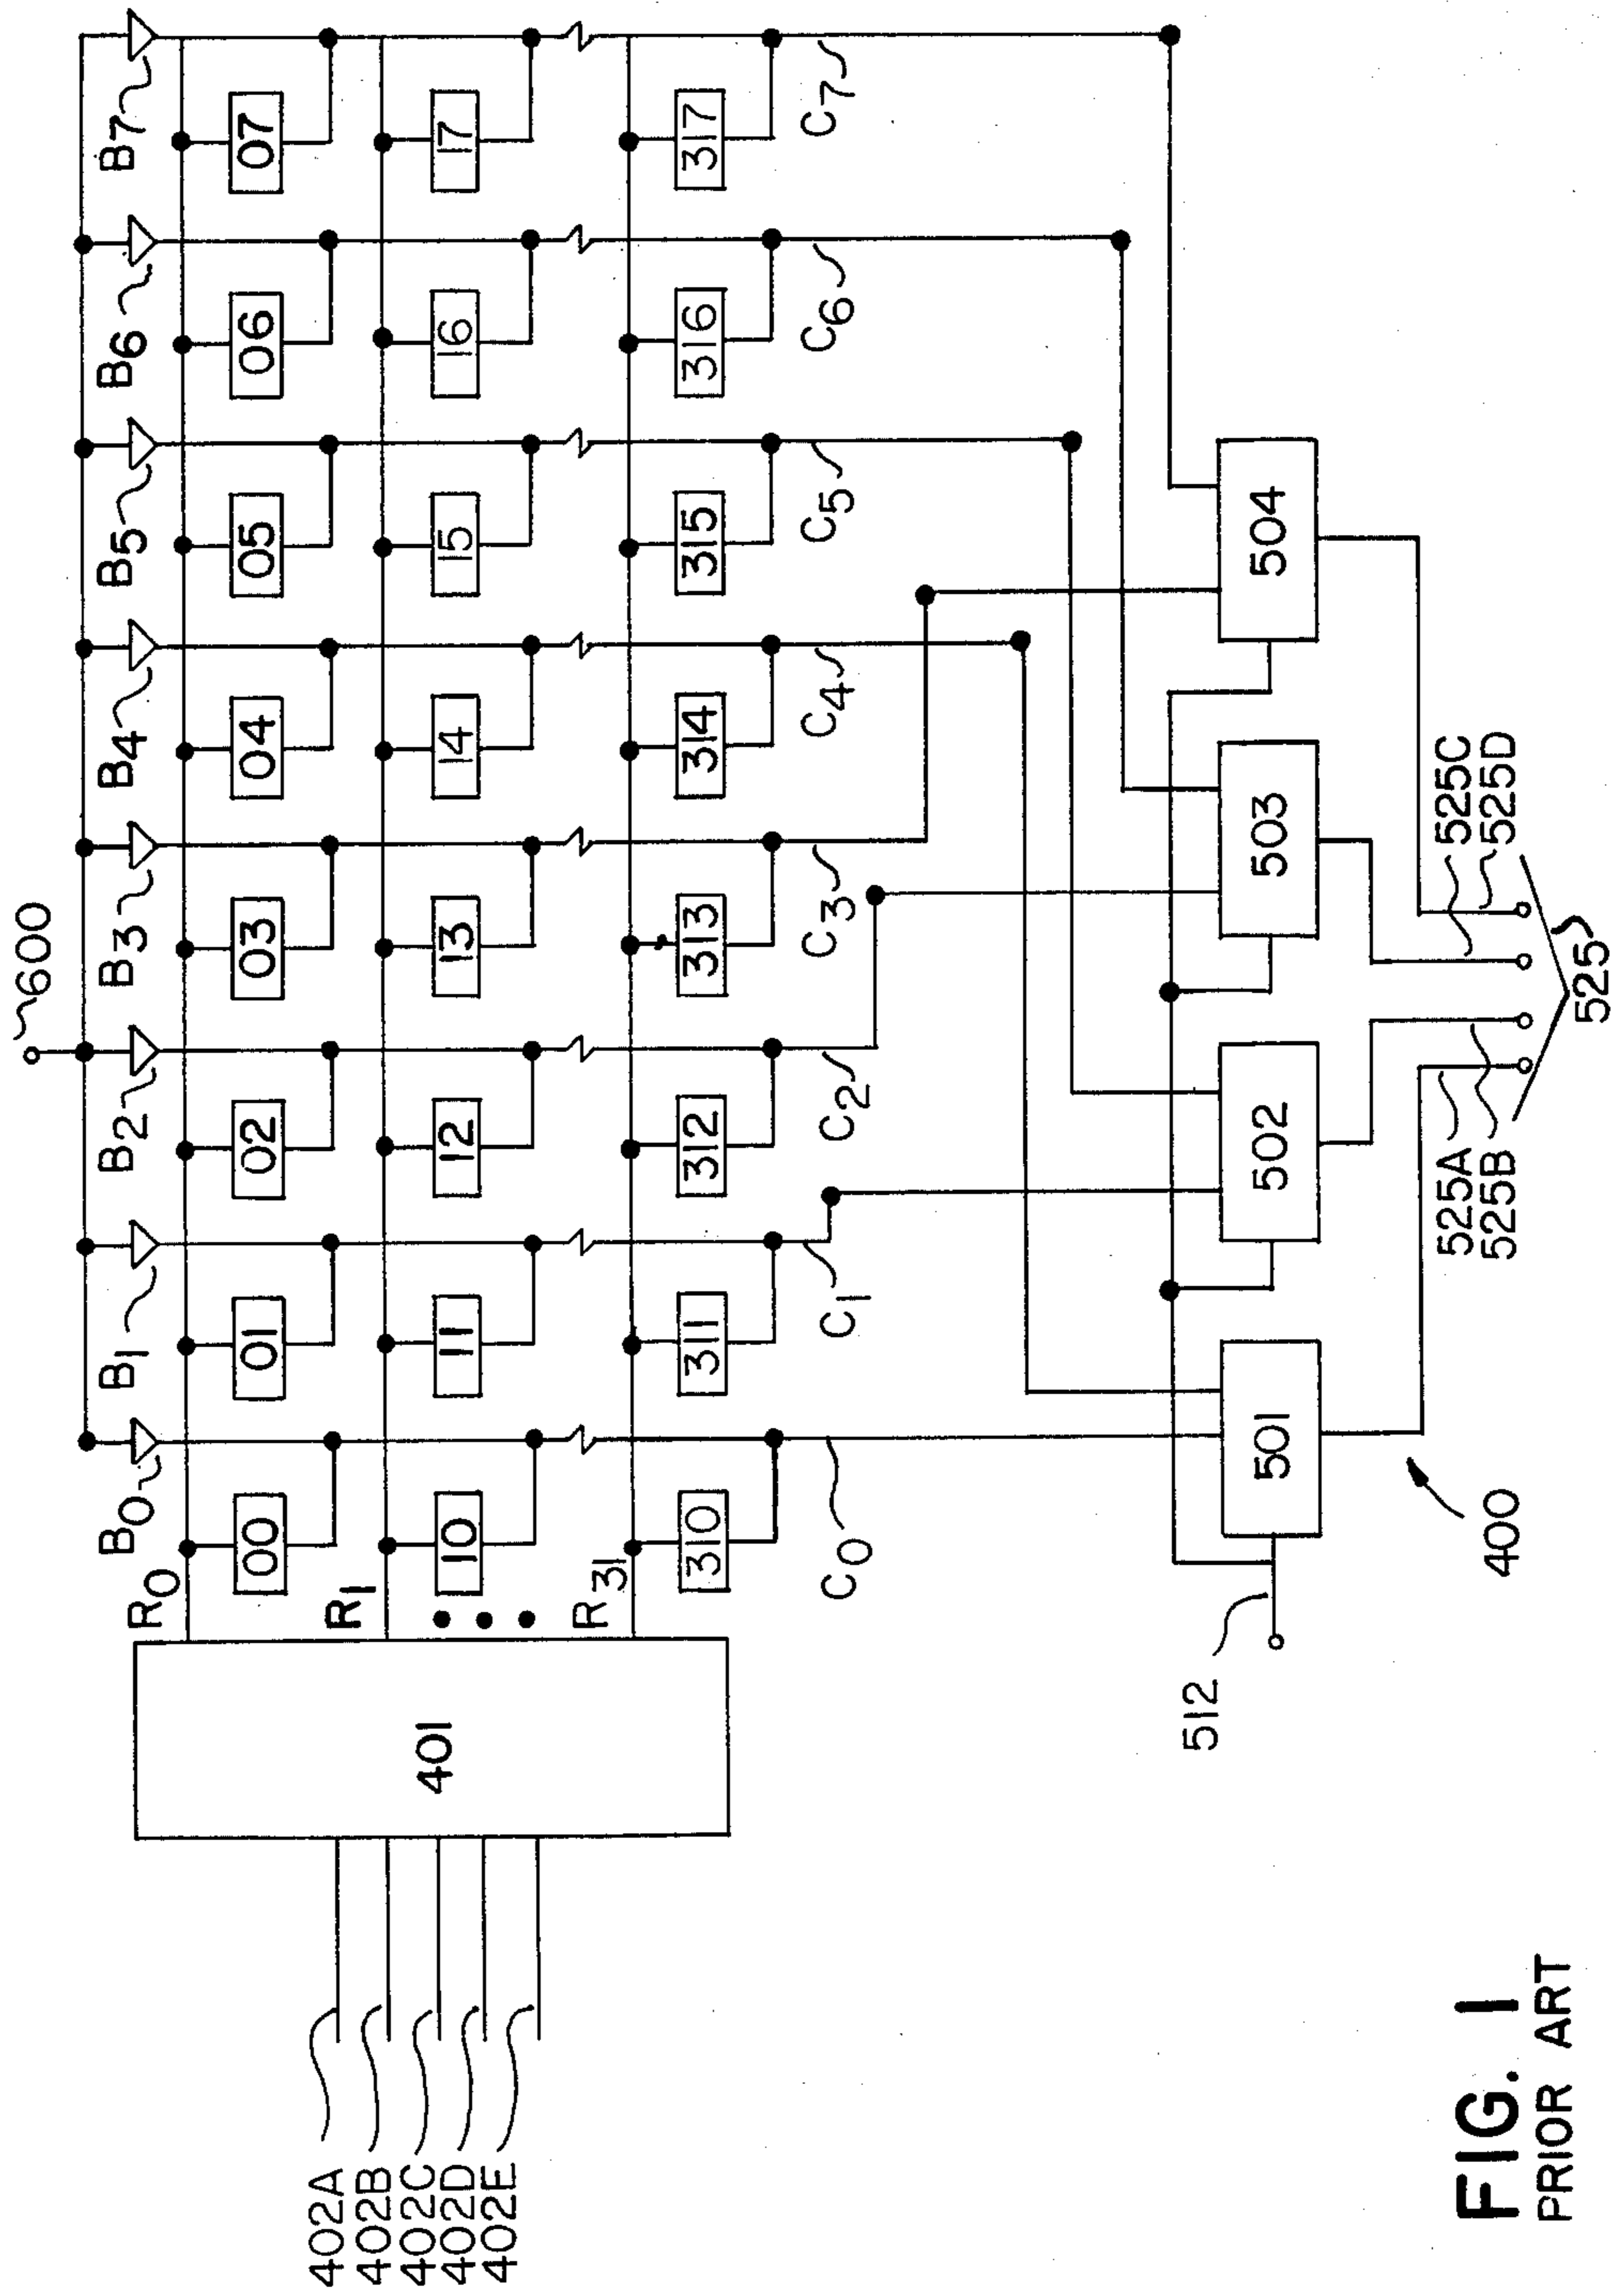 600
B0 B1 B2 B3 B4 B5 B6 B7
R0
00 01 02 03 04 05 06 07
R1
10 11 12 13 14 15 16 17
R31
310 311 312 313 314 315 316 317
401
402A
402B
402C
402D
402E
C0 C1 C2 C3 C4 C5 C6 C7
512
501 502 503 504
400
525A
525B
525C
525D
525
FIG. 1
PRIOR ART